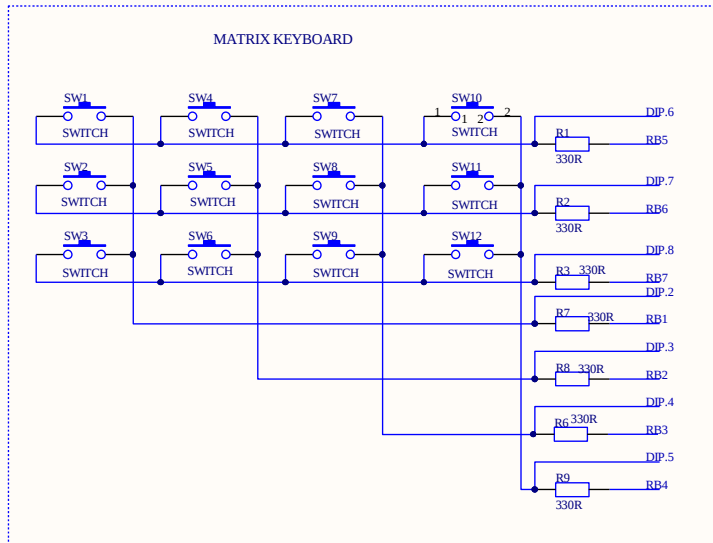 MATRIX KEYBOARD
SW1 SW4 SW7 SW10
1 1 2 2
SWITCH SWITCH SWITCH SWITCH
DIP.6
R1 RB5
330R
SW2 SW5 SW8 SW11
SWITCH SWITCH SWITCH SWITCH
DIP.7
R2 RB6
330R
SW3 SW6 SW9 SW12
SWITCH SWITCH SWITCH SWITCH
DIP.8
R3 330R RB7
DIP.2
R7 330R RB1
DIP.3
R8 330R RB2
DIP.4
R6 330R RB3
DIP.5
R9 RB4
330R